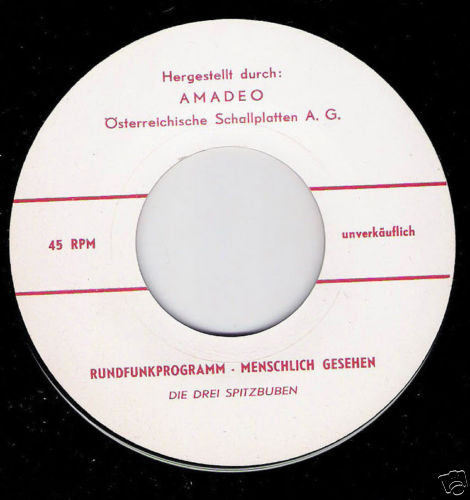 Hergestellt durch:
AMADEO
Österreichische Schallplatten A. G.
45 RPM
unverkäuflich
RUNDFUNKPROGRAMM - MENSCHLICH GESEHEN
DIE DREI SPITZBUBEN